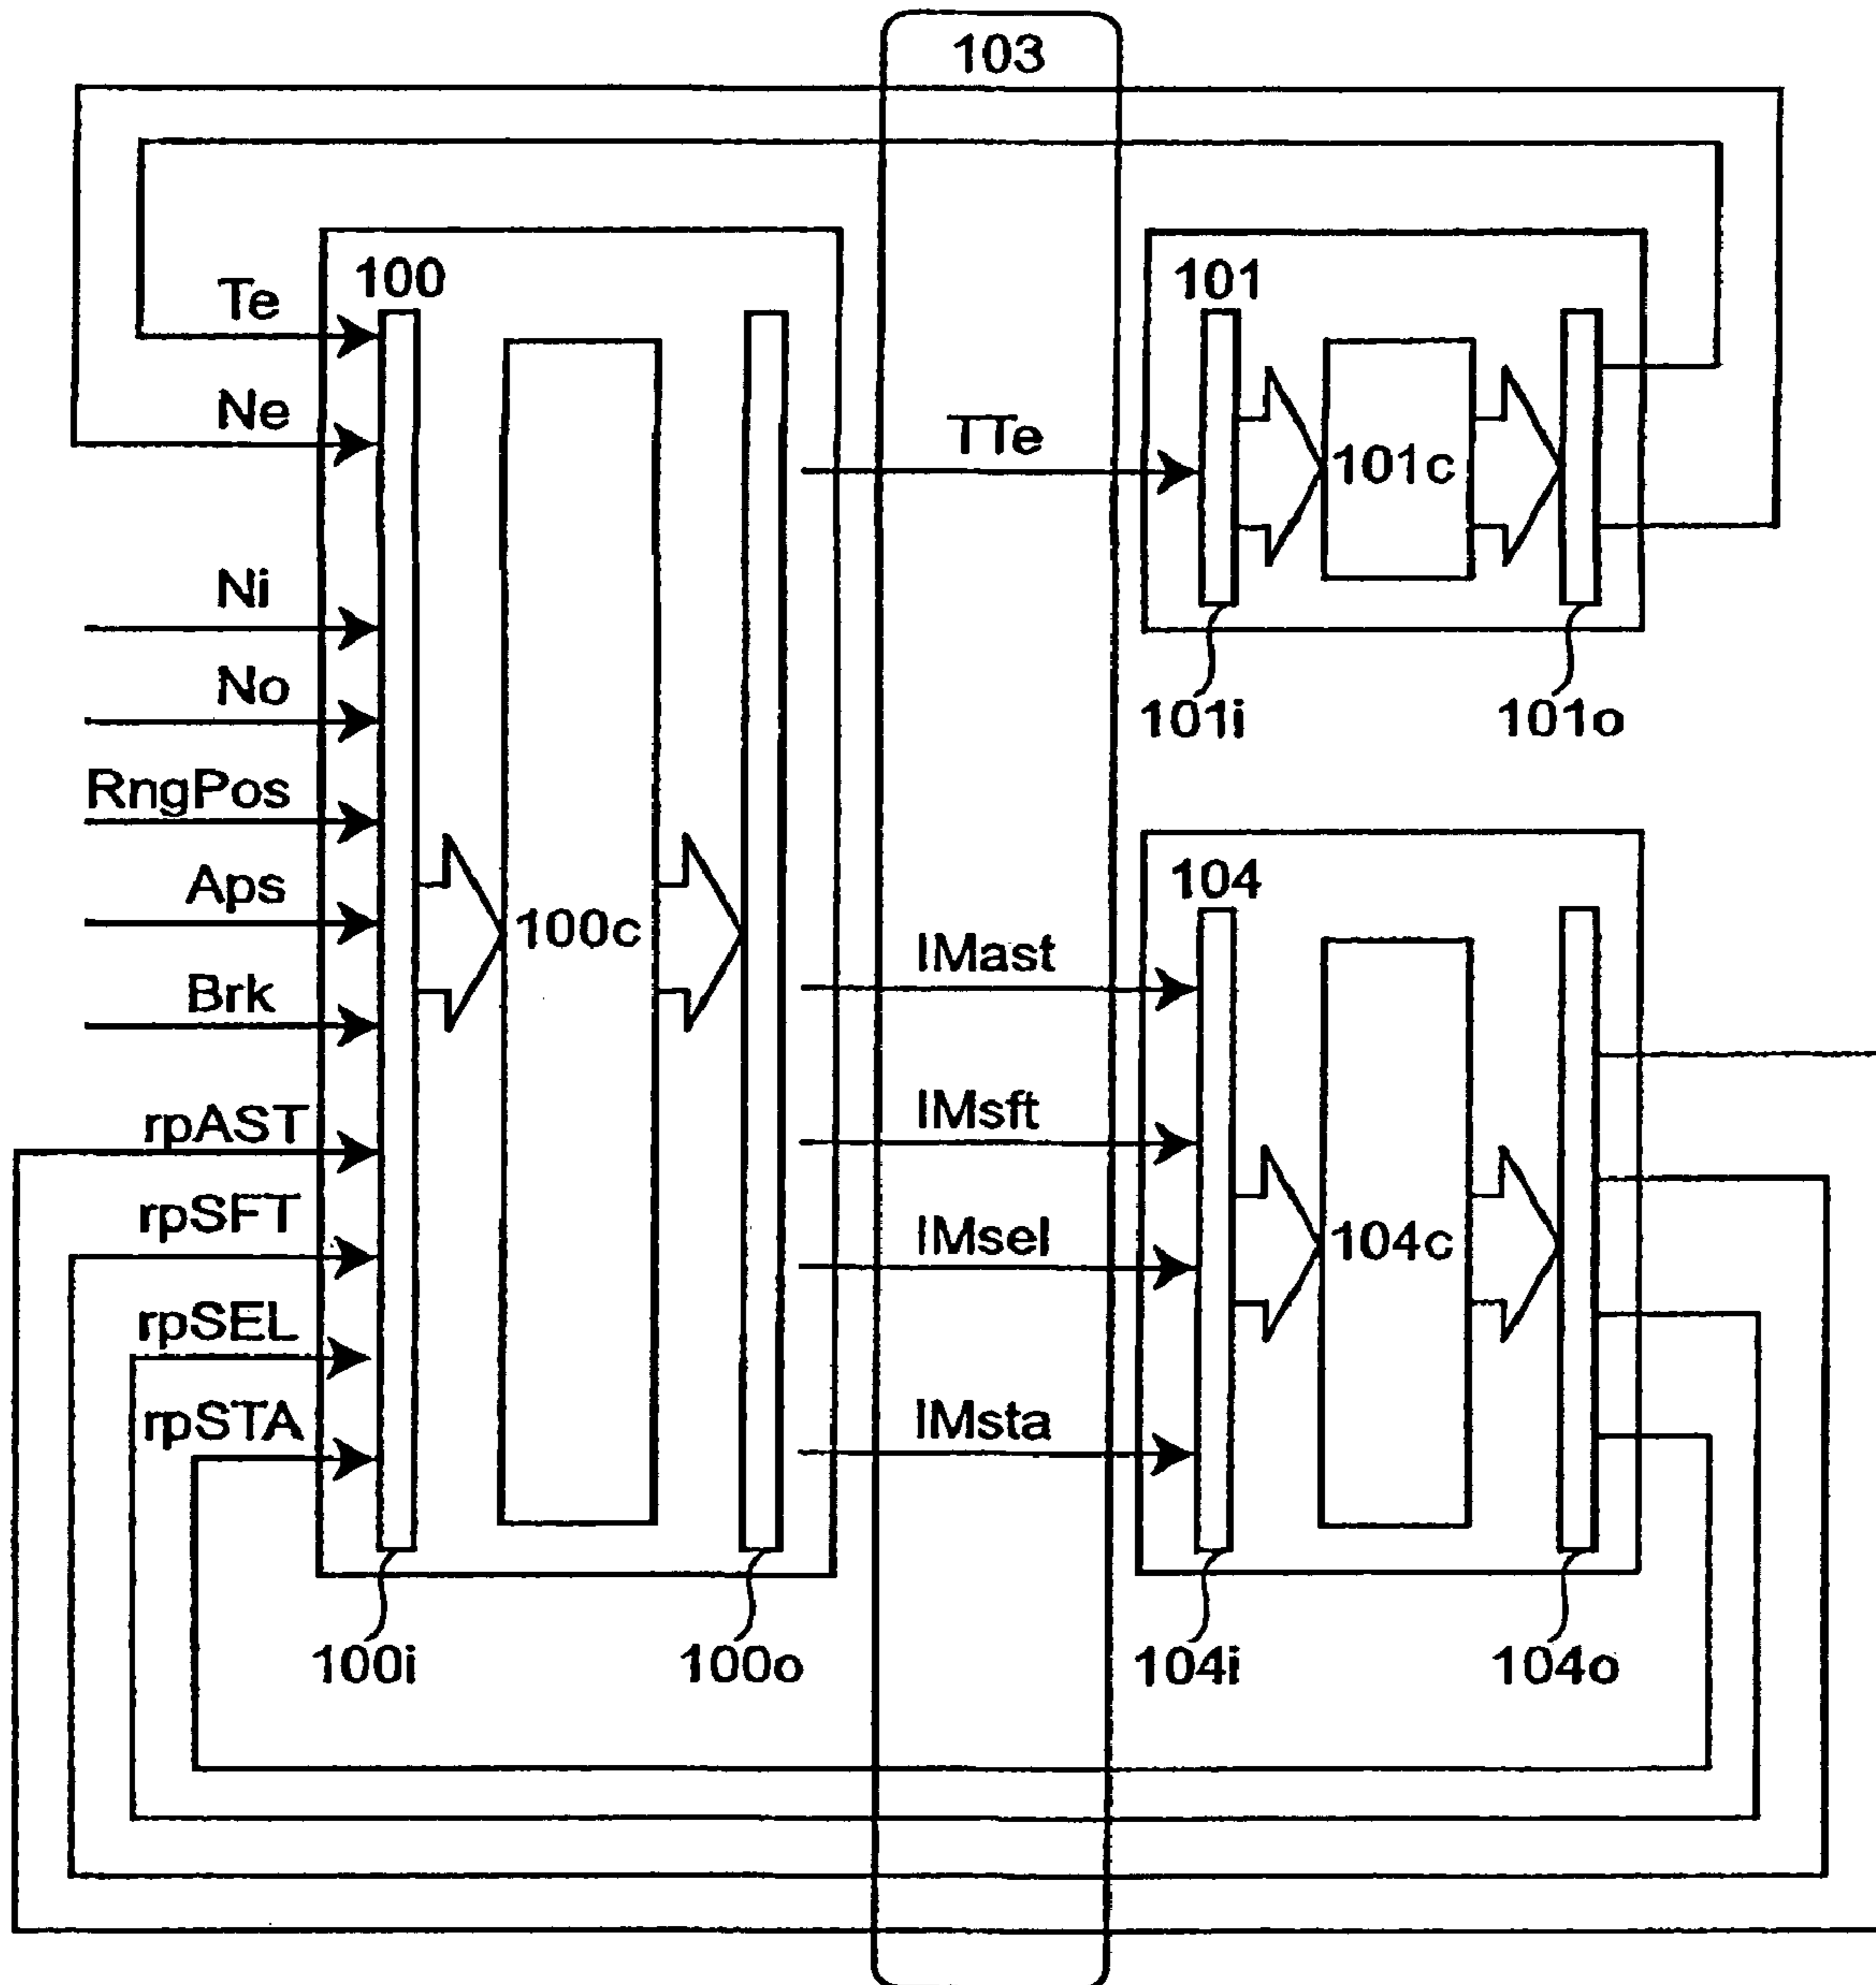 103
100
101
Te
Ne
TTe
101c
Ni
No
101i
101o
RngPos
Aps
104
100c
IMast
Brk
rpAST
IMsft
rpSFT
IMsel
104c
rpSEL
rpSTA
IMsta
100i
100o
104i
104o